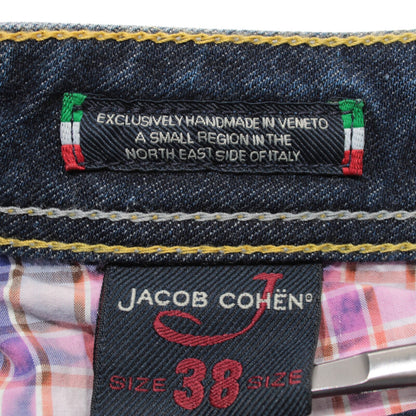 EXCLUSIVELY HANDMADE IN VENETO
A SMALL REGION IN THE
NORTH EAST SIDE OF ITALY
J
JACOB COHËN°
SIZE 38 SIZE